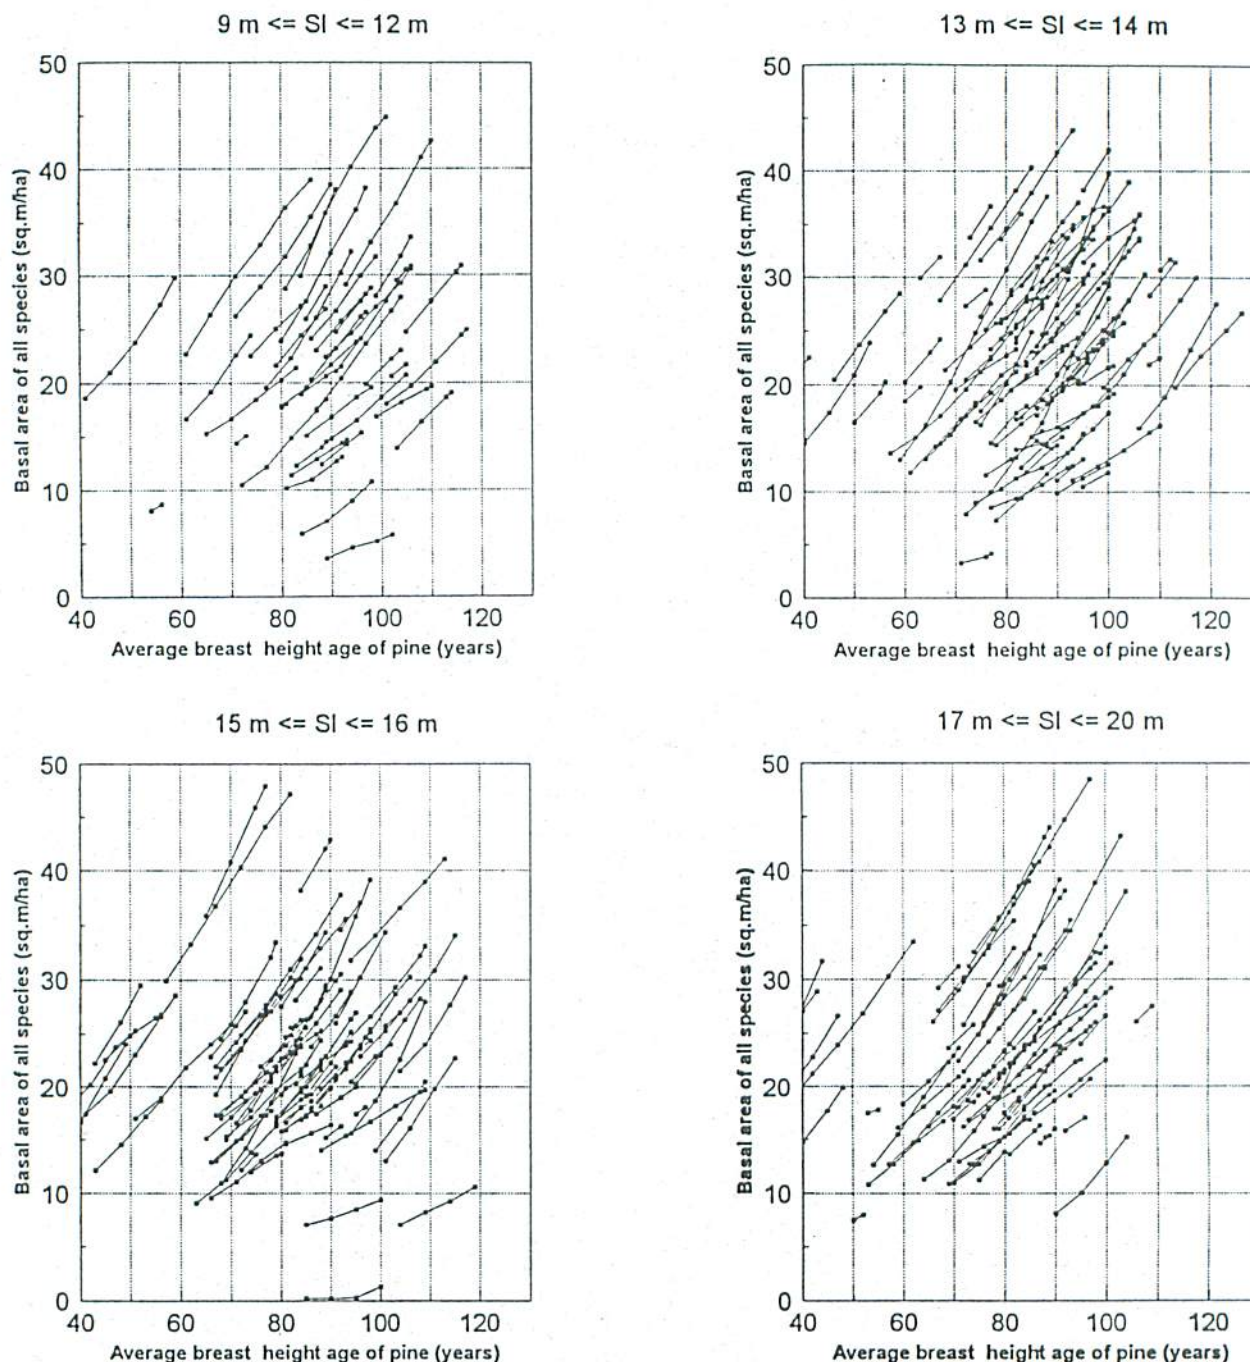 9 m <= SI <= 12 m
50
40
30
20
10
0
Basal area of all species (sq.m/ha)
40 60 80 100 120
Average breast height age of pine (years)
13 m <= SI <= 14 m
50
40
30
20
10
0
Basal area of all species (sq.m/ha)
40 60 80 100 120
Average breast height age of pine (years)
15 m <= SI <= 16 m
50
40
30
20
10
0
Basal area of all species (sq.m/ha)
40 60 80 100 120
Average breast height age of pine (years)
17 m <= SI <= 20 m
50
40
30
20
10
0
Basal area of all species (sq.m/ha)
40 60 80 100 120
Average breast height age of pine (years)